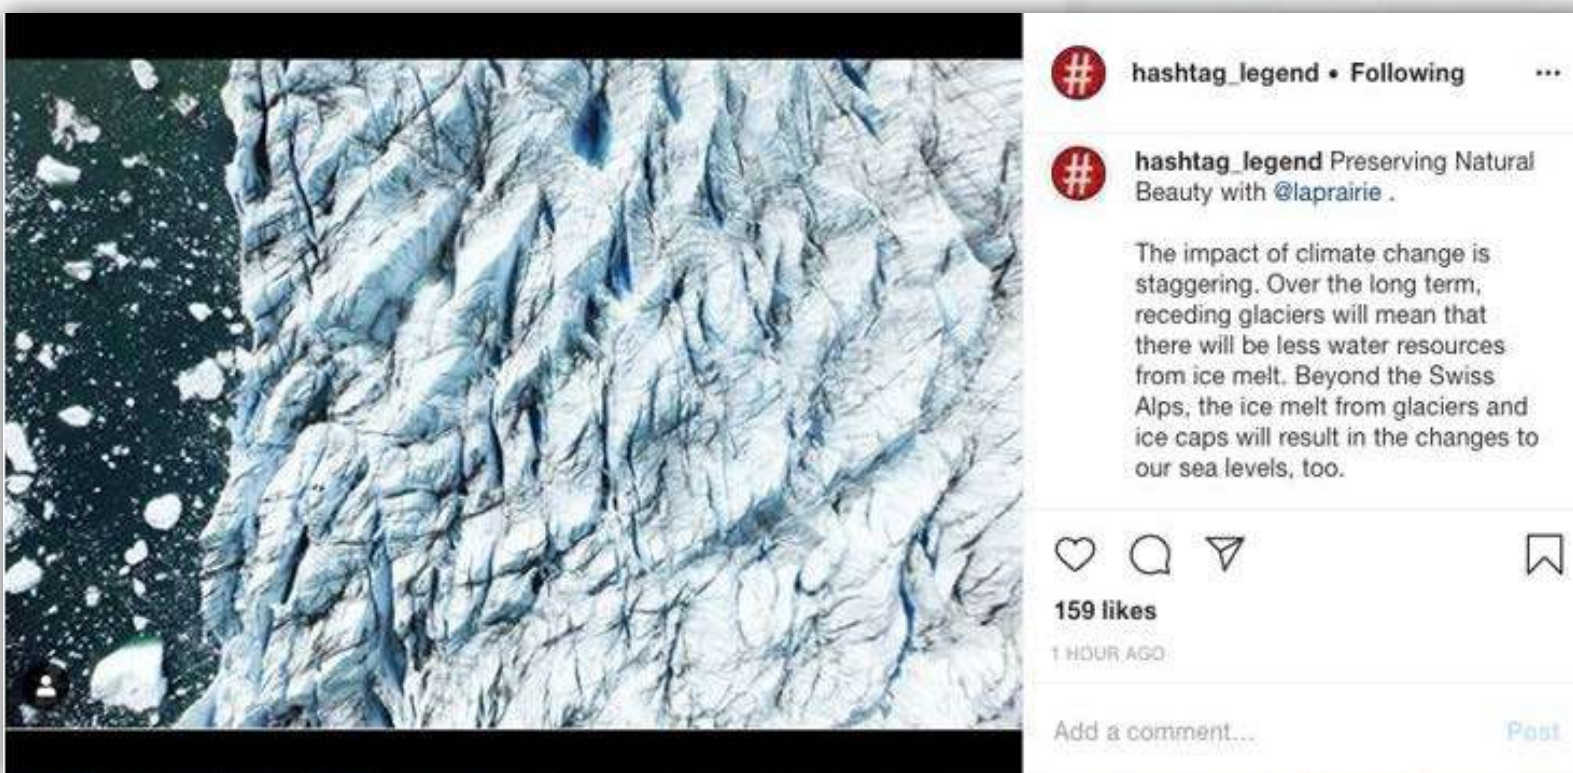 hashtag_legend • Following
hashtag_legend Preserving Natural
Beauty with @laprairie .
The impact of climate change is
staggering. Over the long term,
receding glaciers will mean that
there will be less water resources
from ice melt. Beyond the Swiss
Alps, the ice melt from glaciers and
ice caps will result in the changes to
our sea levels, too.
159 likes
1 HOUR AGO
Add a comment...
Post